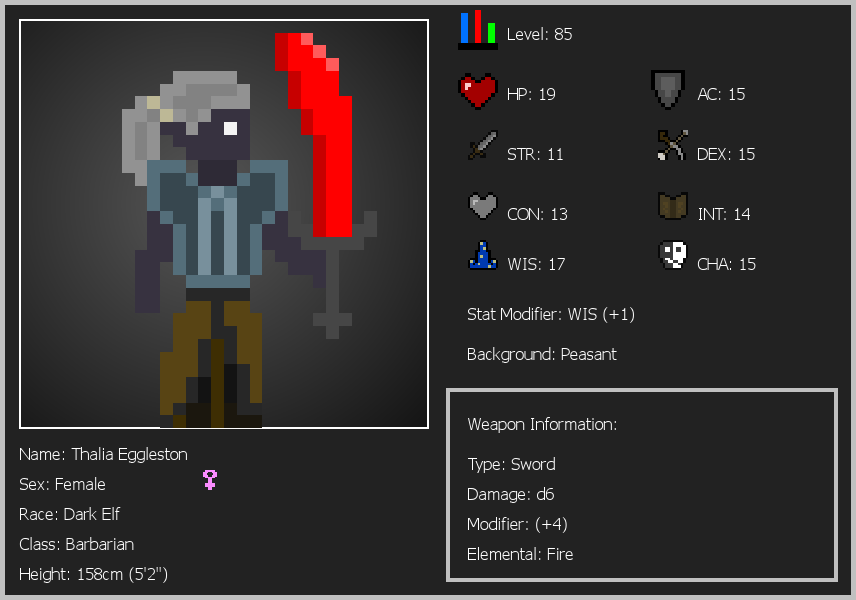 Level: 85
HP: 19
AC: 15
STR: 11
DEX: 15
CON: 13
INT: 14
WIS: 17
CHA: 15
Stat Modifier: WIS (+1)
Background: Peasant
Weapon Information:
Type: Sword
Damage: d6
Modifier: (+4)
Elemental: Fire
Name: Thalia Eggleston
Sex: Female
Race: Dark Elf
Class: Barbarian
Height: 158cm (5'2")